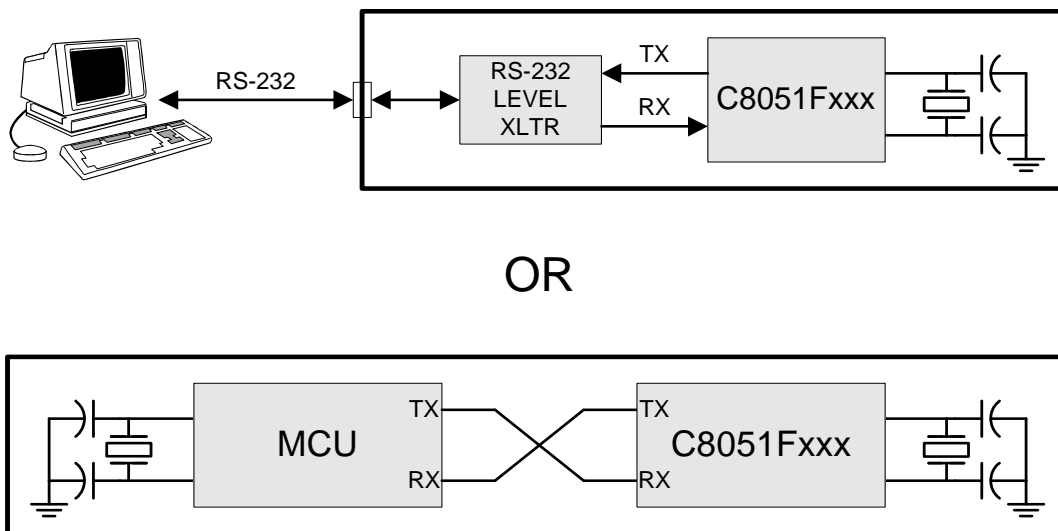 RS-232
RS-232
LEVEL
XLTR
TX
RX
C8051Fxxx
OR
MCU
TX
RX
TX
RX
C8051Fxxx